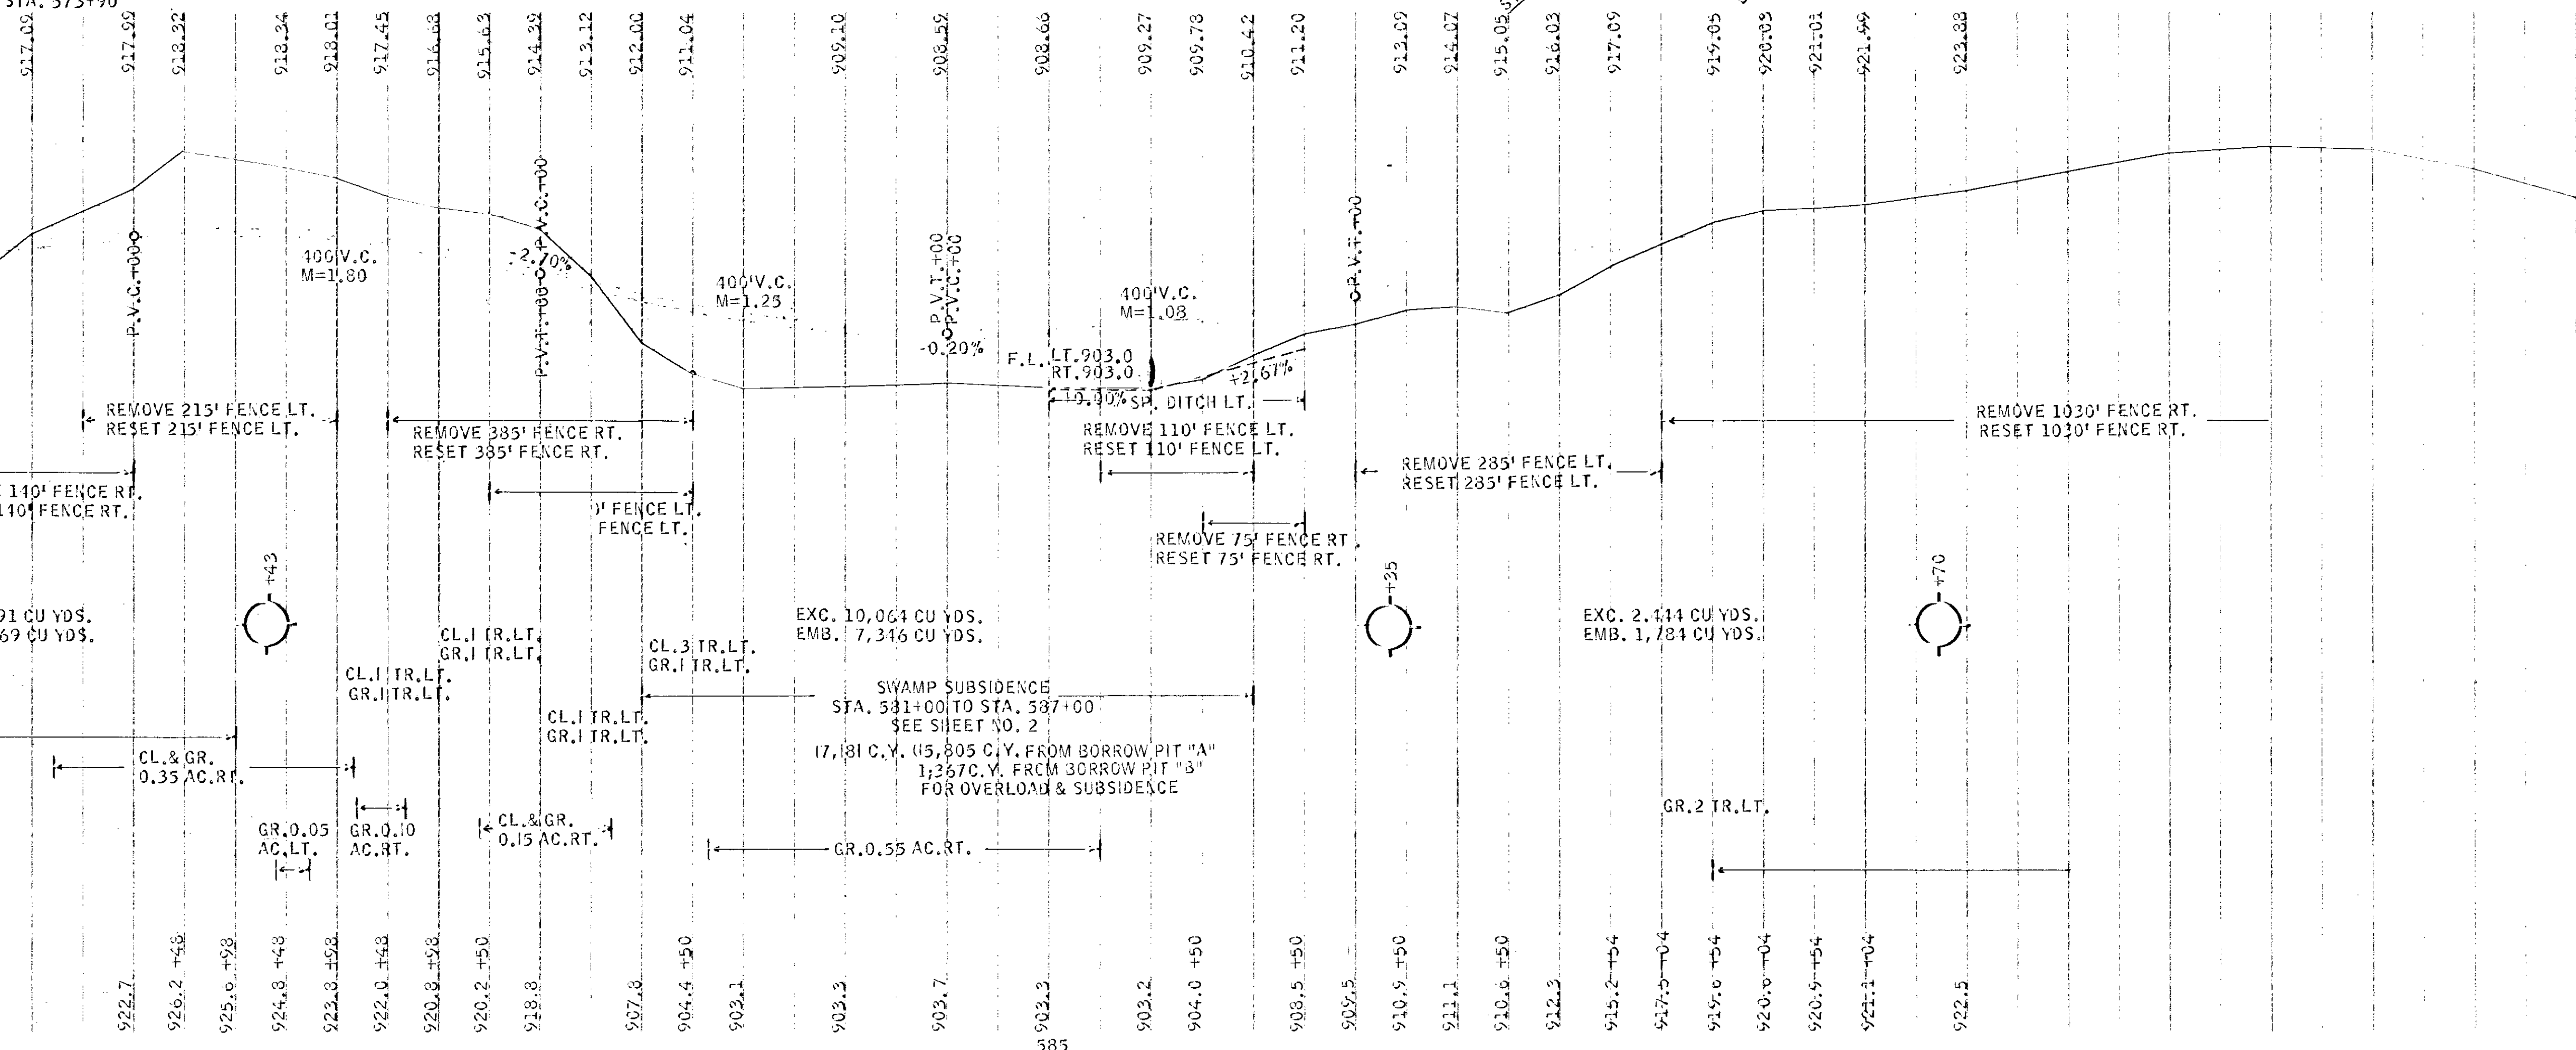 STA. 573+90
917.09
917.99
918.32
918.34
918.01
917.45
916.68
915.63
914.39
913.12
912.00
911.04
909.10
908.59
908.66
909.27
909.78
910.42
911.20
913.09
914.07
915.05
916.03
917.09
919.05
920.03
921.01
921.99
923.88
P.V.C.+00
400'V.C.
M=1.80
P.V.T.+00
P.V.C.+00
-2.70%
400'V.C.
M=1.25
P.V.T.+00
P.V.C.+00
-0.20%
400'V.C.
M=1.08
P.V.T.+00
F.L. LT.903.0
RT.903.0
+2.67%
SP. DITCH LT.
REMOVE 215' FENCE LT.
RESET 215' FENCE LT.
REMOVE 385' FENCE RT.
RESET 385' FENCE RT.
REMOVE 110' FENCE LT.
RESET 110' FENCE LT.
REMOVE 285' FENCE LT.
RESET 285' FENCE LT.
REMOVE 1030' FENCE RT.
RESET 1030' FENCE RT.
140' FENCE RT.
140' FENCE RT.
' FENCE LT.
FENCE LT.
REMOVE 75' FENCE RT.
RESET 75' FENCE RT.
+43
+35
+70
91 CU YDS.
69 CU YDS.
EXC. 10,064 CU YDS.
EMB. 7,346 CU YDS.
EXC. 2,444 CU YDS.
EMB. 1,784 CU YDS.
CL.1 TR.LT.
GR.1 TR.LT.
CL.3 TR.LT.
GR.1 TR.LT.
CL.1 TR.LT.
GR.1 TR.LT.
CL.1 TR.LT.
GR.1 TR.LT.
SWAMP SUBSIDENCE
STA. 581+00 TO STA. 587+00
SEE SHEET NO. 2
17,181 C.Y. (15,805 C.Y. FROM BORROW PIT "A"
1,367 C.Y. FROM BORROW PIT "B"
FOR OVERLOAD & SUBSIDENCE
CL.& GR.
0.35 AC.RT.
GR.0.05
AC.LT.
GR.0.10
AC.RT.
CL.& GR.
0.15 AC.RT.
GR.0.55 AC.RT.
GR.2 TR.LT.
922.7
926.2 +48
925.6 +98
924.8 +48
923.8 +98
922.0 +48
920.8 +98
920.2 +50
918.8
907.8
904.4 +50
903.1
903.3
903.7
903.3
903.2
904.0 +50
908.5 +50
909.5
910.9 +50
911.1
910.6 +50
912.3
915.2 +54
917.5 +04
919.6 +54
920.6 +04
920.9 +54
921.1 +04
922.5
585